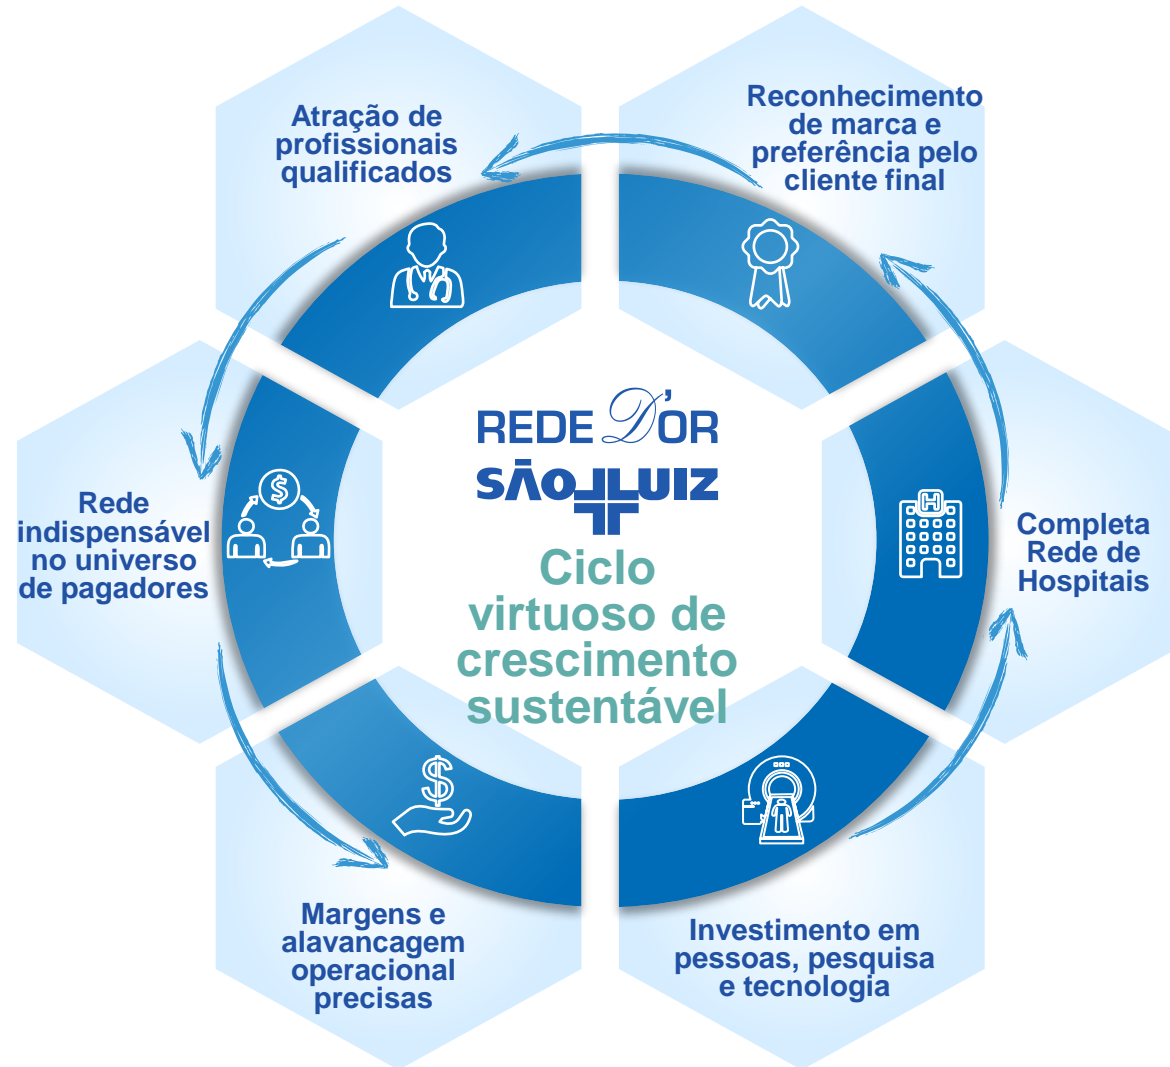 Atração de
profissionais
qualificados
Reconhecimento
de marca e
preferência pelo
cliente final
Rede
indispensável
no universo
de pagadores
$
REDE D'OR
SÃO LUIZ
Ciclo
virtuoso de
crescimento
sustentável
H
Completa
Rede de
Hospitais
$
Margens e
alavancagem
operacional
precisas
Investimento em
pessoas, pesquisa
e tecnologia